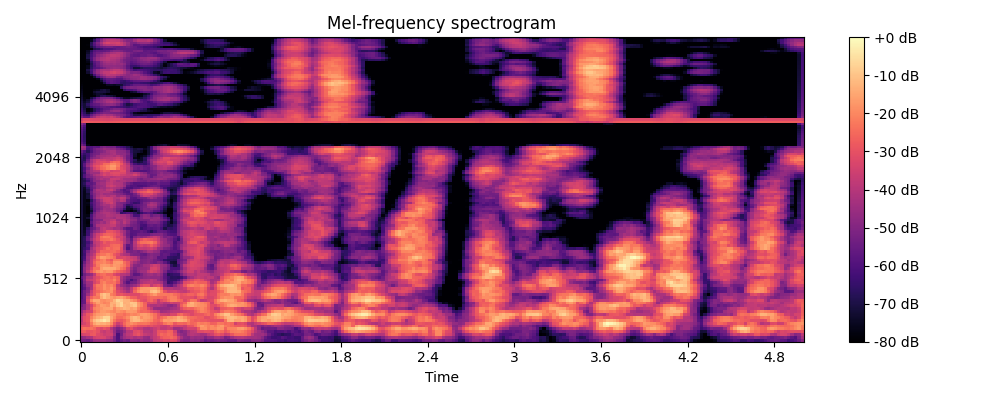 Mel-frequency spectrogram
Hz
4096
2048
1024
512
0
0 0.6 1.2 1.8 2.4 3 3.6 4.2 4.8
Time
+0 dB
-10 dB
-20 dB
-30 dB
-40 dB
-50 dB
-60 dB
-70 dB
-80 dB